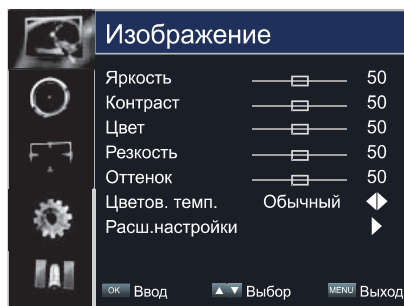 Изображение
Яркость 50
Контраст 50
Цвет 50
Резкость 50
Оттенок 50
Цветов. темп. Обычный
Расш.настройки
OK Ввод Выбор MENU Выход